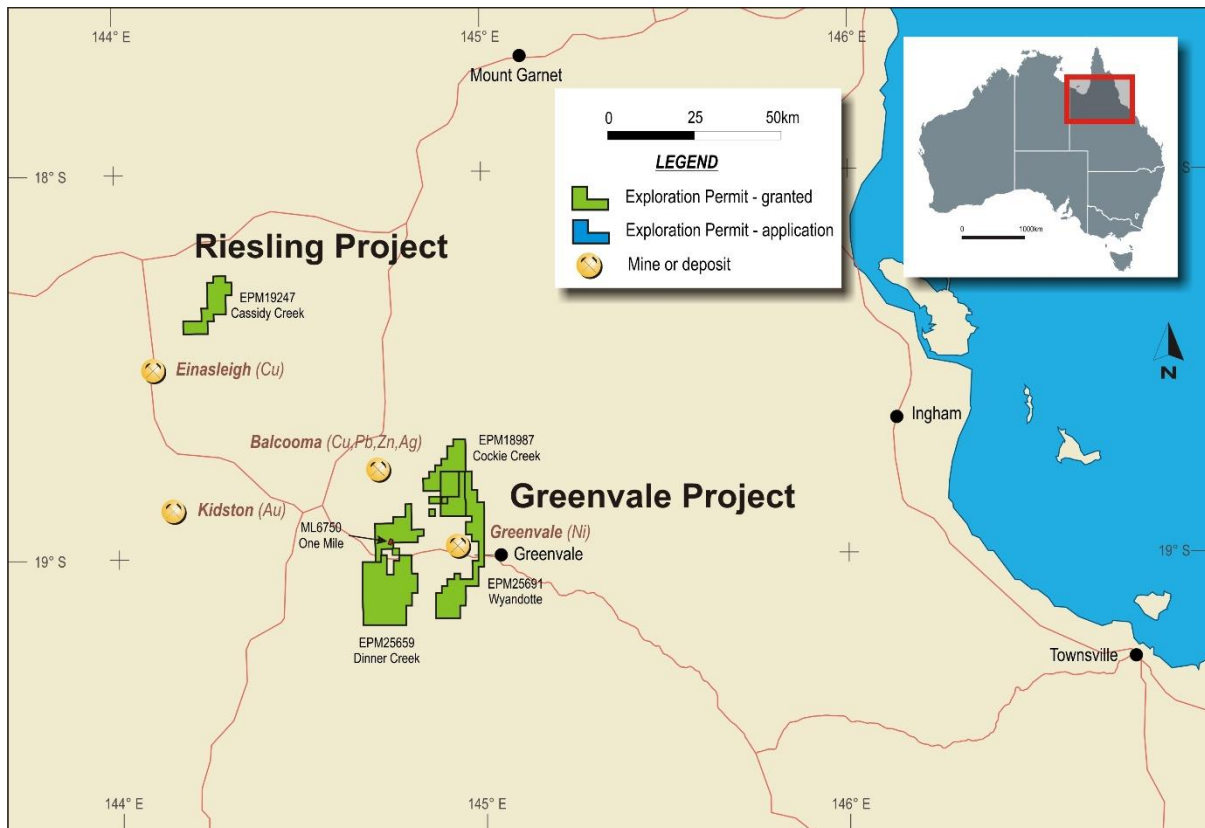 144° E
145° E
146° E
Mount Garnet
0 25 50km
LEGEND
Exploration Permit - granted
Exploration Permit - application
Mine or deposit
0 1000km
18° S
S
Riesling Project
EPM19247
Cassidy Creek
N
Einasleigh (Cu)
Ingham
Balcooma (Cu,Pb,Zn,Ag)
EPM18987
Cockie Creek
Greenvale Project
Kidston (Au)
ML6750
One Mile
Greenvale (Ni)
Greenvale
19° S
19° S
EPM25691
Wyandotte
EPM25659
Dinner Creek
Townsville
144° E
145° E
146° E